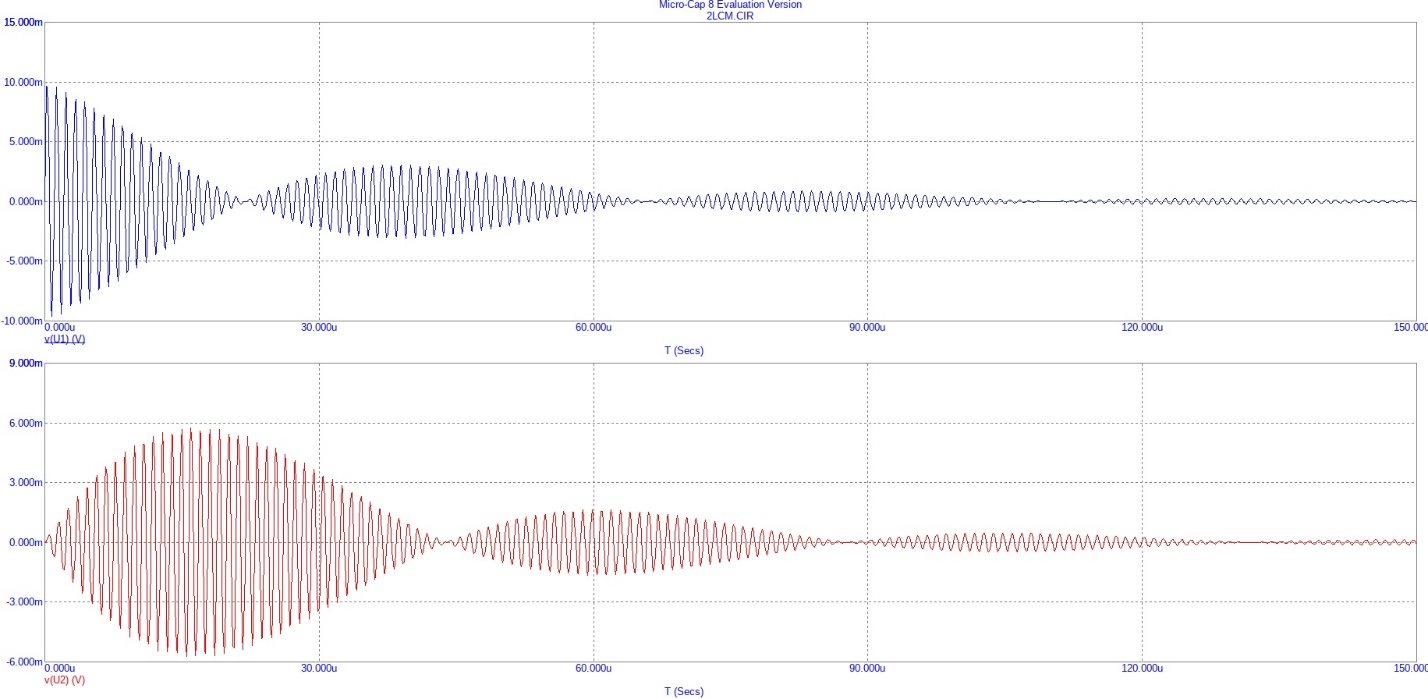 Micro-Cap 8 Evaluation Version
2LCM.CIR
15.000m
10.000m
5.000m
0.000m
-5.000m
-10.000m
0.000u 30.000u 60.000u 90.000u 120.000u 150.000
v(U1) (V)
T (Secs)
9.000m
6.000m
3.000m
0.000m
-3.000m
-6.000m
0.000u 30.000u 60.000u 90.000u 120.000u 150.000
v(U2) (V)
T (Secs)